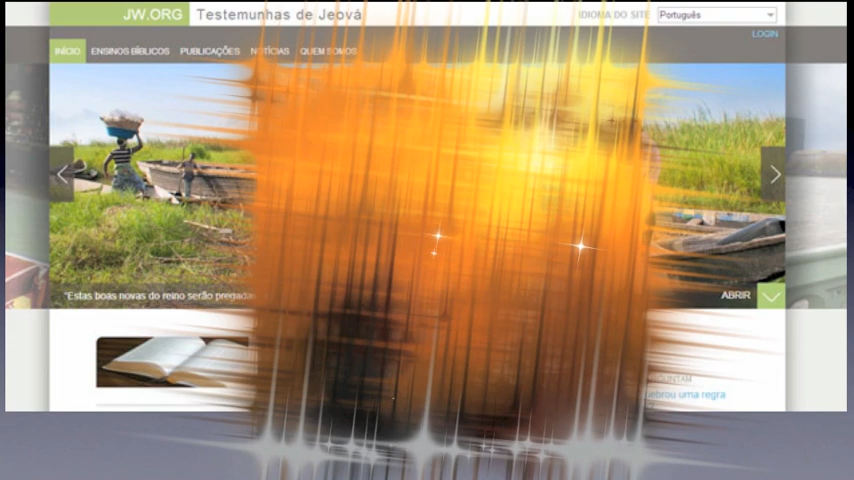 JW.ORG Testemunhas de Jeová IDIOMA DO SITE Português
LOGIN
INÍCIO ENSINOS BÍBLICOS PUBLICAÇÕES NOTÍCIAS QUEM SOMOS
"Estas boas novas do reino serão pregadas
ABRIR
uma regra